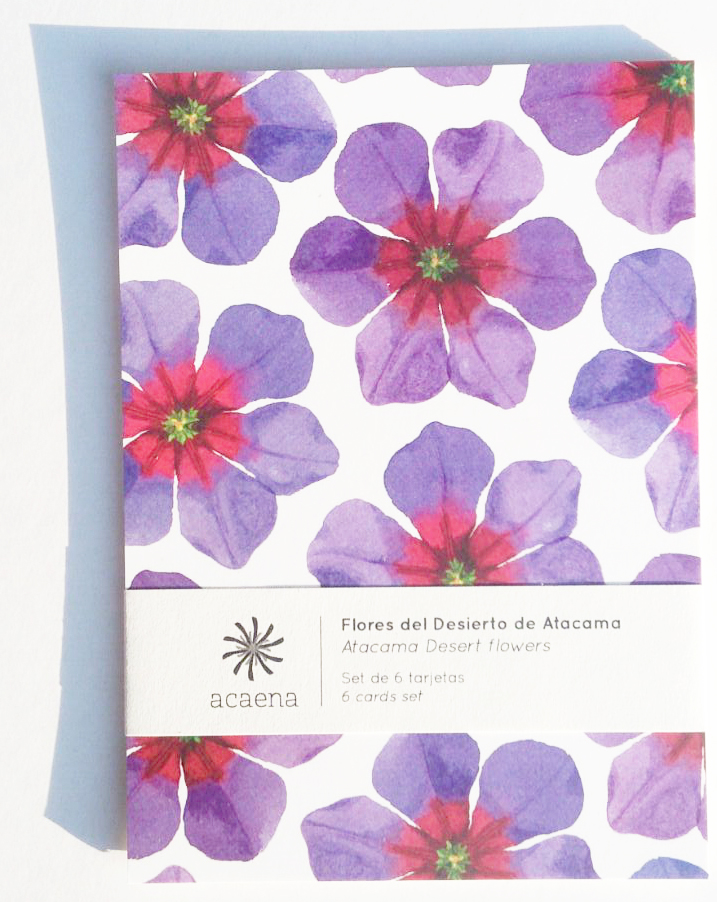 acaena
Flores del Desierto de Atacama
Atacama Desert flowers
Set de 6 tarjetas
6 cards set